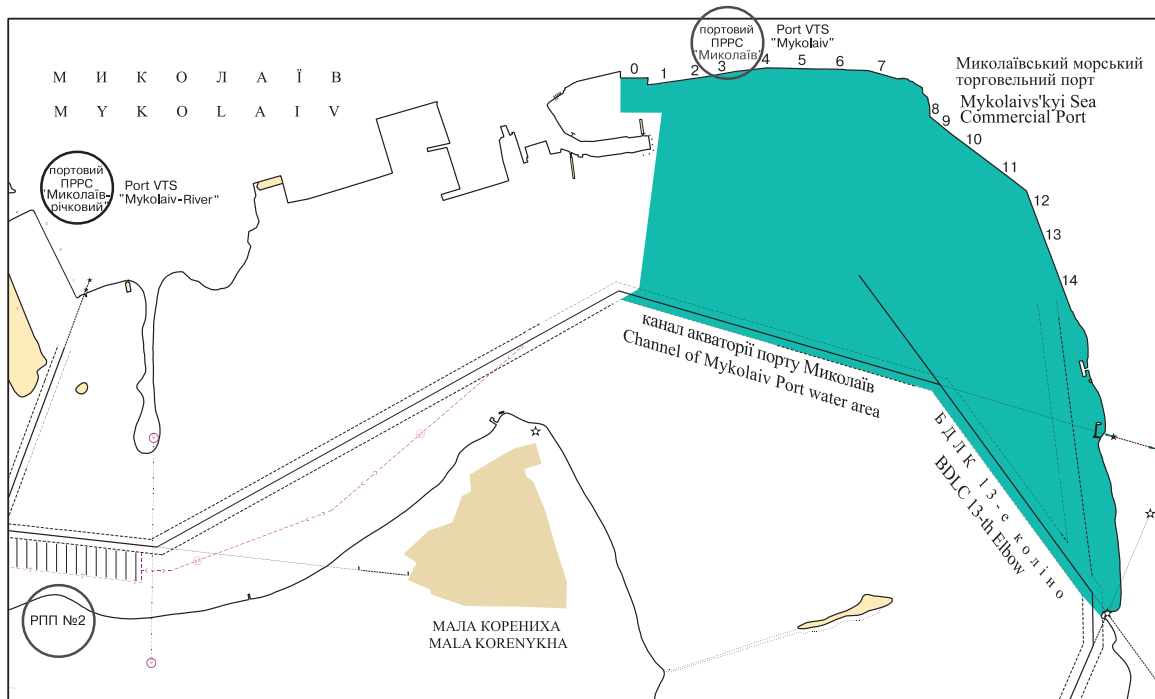 портовий
ПРРС
"Миколаїв"
Port VTS
"Mykolaiv"
0
1
2
3
4
5
6
7
8
9
10
11
12
13
14
Миколаївський морський
торговельний порт
Mykolaivs'kyi Sea
Commercial Port
М И К О Л А Ї В
M Y K O L A I V
портовий
ПРРС
"Миколаїв-
річковий"
Port VTS
"Mykolaiv-River"
канал акваторії порту Миколаїв
Channel of Mykolaiv Port water area
БДЛК 13-е коліно
BDLC 13-th Elbow
РПП №2
МАЛА КОРЕНИХА
MALA KORENYKHA